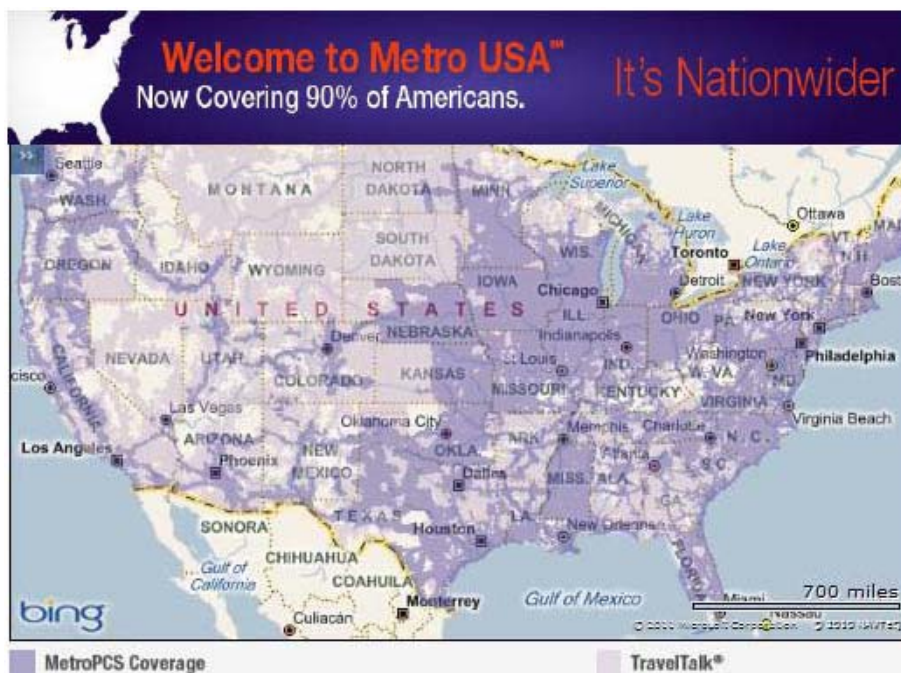 Welcome to Metro USA℠
It's Nationwider
Now Covering 90% of Americans.
»
Seattle
WASH.
MONTANA
NORTH DAKOTA
MINN.
Lake Superior
MICHIGAN
Lake Huron
Ottawa
VT.
N.H.
OREGON
IDAHO
WYOMING
SOUTH DAKOTA
WIS.
Toronto
Lake Ontario
NEW YORK
Detroit
IOWA
Chicago
UNITED STATES
ILL.
OHIO
PA.
New York
NEVADA
UTAH
Denver
NEBRASKA
Indianapolis
Philadelphia
CALIFORNIA
COLORADO
KANSAS
St Louis
IND.
Washington
W. VA.
MD.
cisco
MISSOURI
KENTUCKY
VIRGINIA
Las Vegas
Oklahoma City
Virginia Beach
Los Angeles
ARIZONA
NEW MEXICO
OKLA.
ARK.
Memphis
Charlotte
N. C.
Phoenix
Dallas
Atlanta
S. C.
MISS.
ALA.
GA.
TEXAS
LA.
SONORA
Houston
New Orleans
FLORIDA
CHIHUAHUA
Gulf of California
COAHUILA
bing
Monterrey
Gulf of Mexico
700 miles
Miami
Culiacán
Nassau
MetroPCS Coverage
TravelTalk®